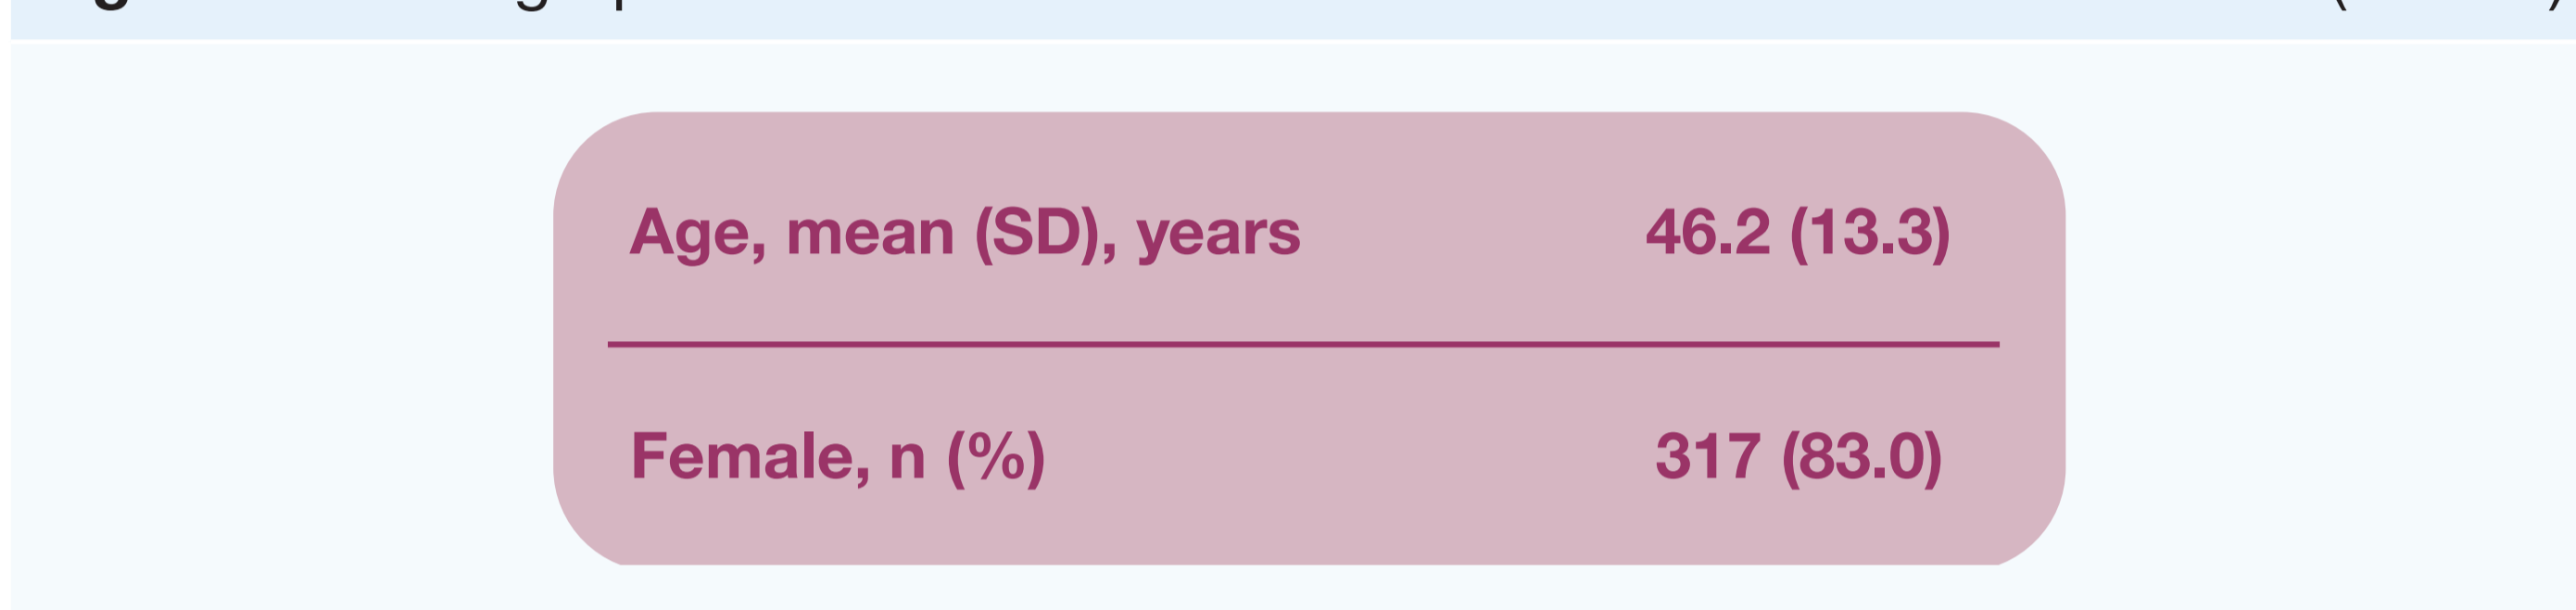 Age, mean (SD), years 46.2 (13.3)
Female, n (%) 317 (83.0)